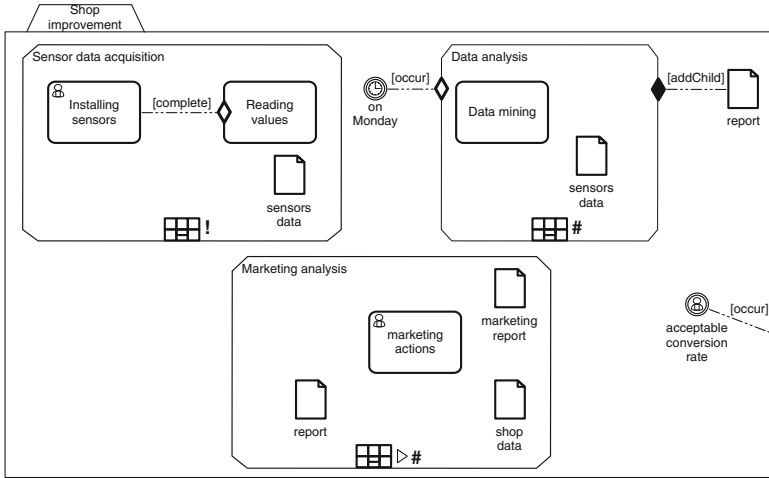 Shop
improvement
Sensor data acquisition
Installing
sensors
[complete]
Reading
values
sensors
data
!
on
Monday
[occur]
Data analysis
Data mining
sensors
data
#
[addChild]
report
Marketing analysis
marketing
actions
marketing
report
report
shop
data
#
acceptable
conversion
rate
[occur]